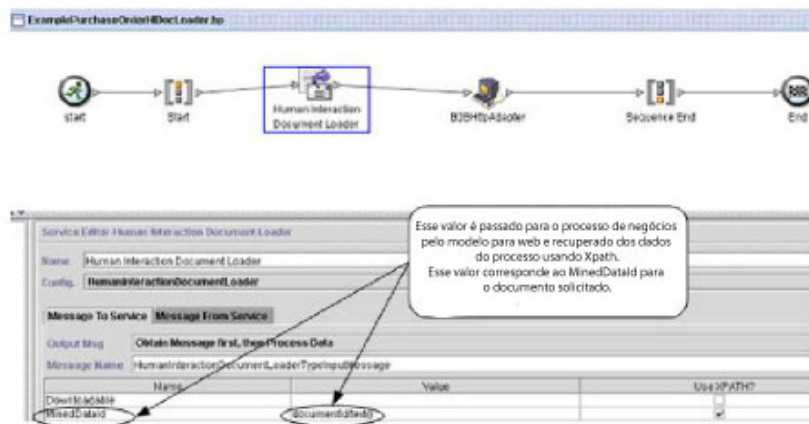 ExamplePurchaseOrderHIDocLoader.bp
start
Start
Human Interaction
Document Loader
B2BHttpAdapter
Sequence End
End
Service Editor-Human Interaction Document Loader
Name Human Interaction Document Loader
Config. HumanInteractionDocumentLoader
Esse valor é passado para o processo de negócios
pelo modelo para web e recuperado dos dados
do processo usando Xpath.
Esse valor corresponde ao MinedDataId para
o documento solicitado.
Message To Service Message From Service
Output Msg Obtain Message first, then Process Data
Message Name HumanInteractionDocumentLoaderTypeInputMessage
Name Value Use XPATH?
Downloadable
MinedDataId